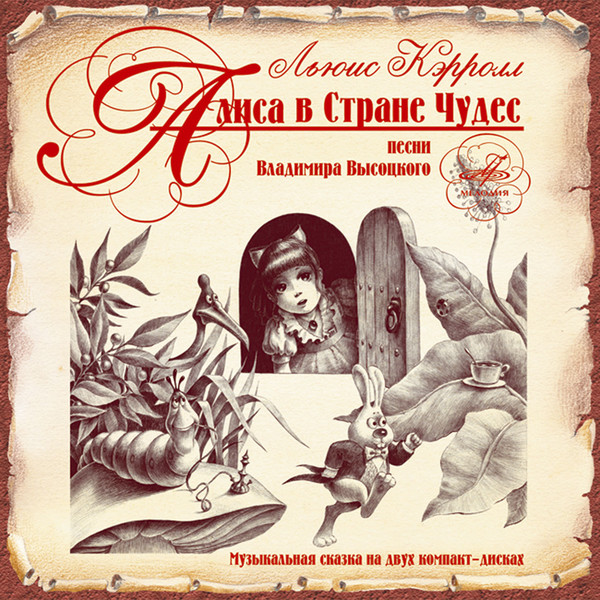 Льюис Кэрролл
Алиса в Стране Чудес
песни
Владимира Высоцкого
МЕЛОДИЯ
Музыкальная сказка на двух компакт-дисках